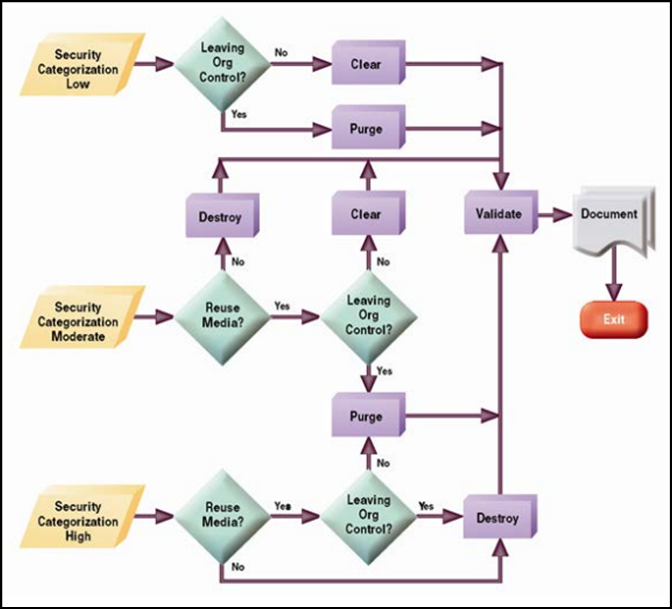 Security
Categorization
Low
Leaving
Org
Control?
No
Clear
Yes
Purge
Destroy
Clear
Validate
Document
No
No
Security
Categorization
Moderate
Reuse
Media?
Yes
Leaving
Org
Control?
Exit
Yes
Purge
No
Security
Categorization
High
Reuse
Media?
Yes
Leaving
Org
Control?
Yes
Destroy
No